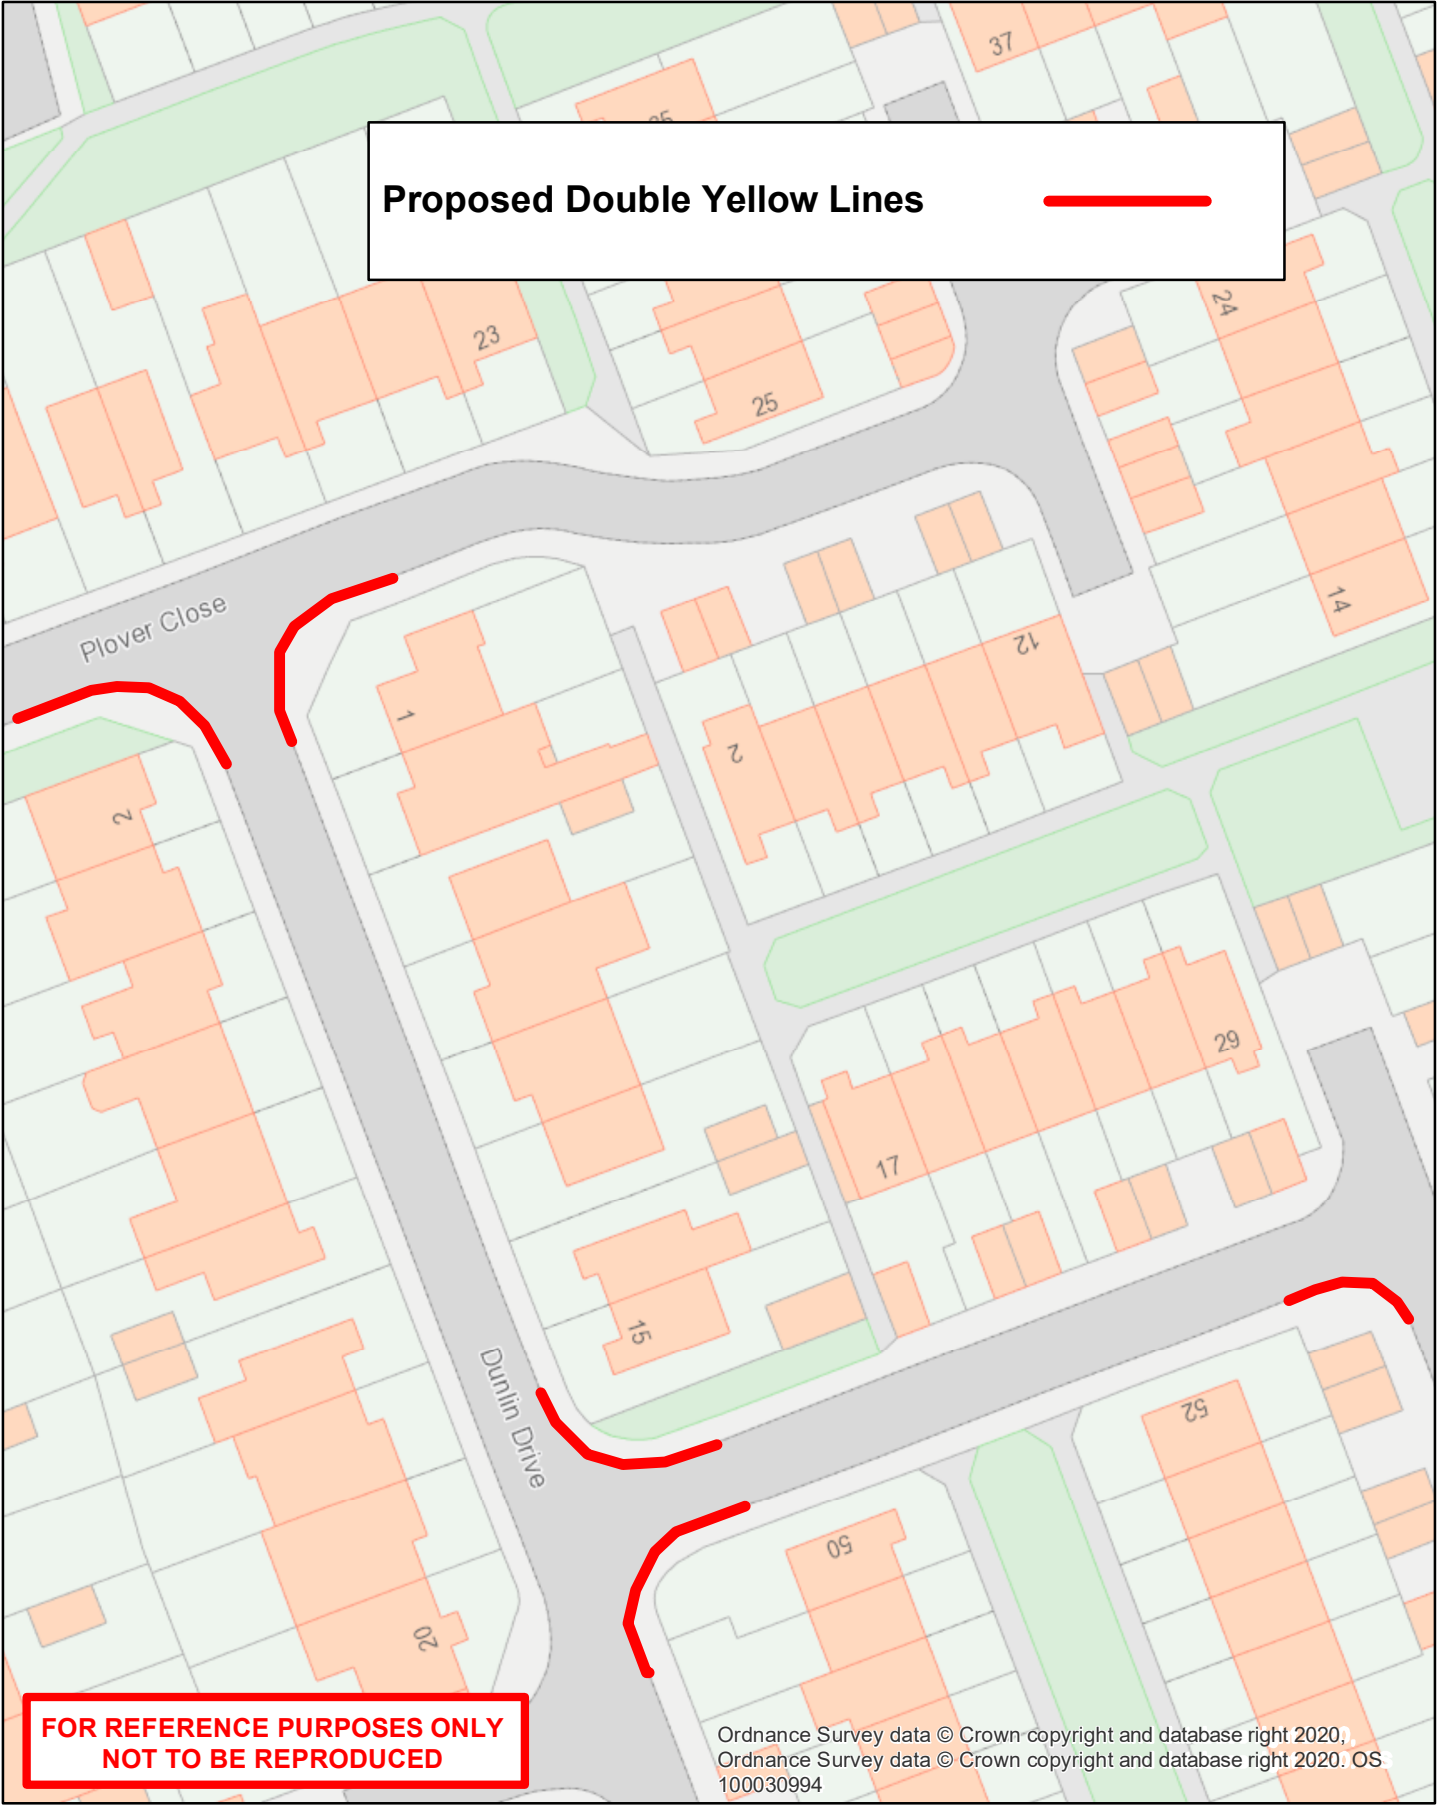 37
Proposed Double Yellow Lines
24
23
25
14
Plover Close
12
1
2
2
29
17
15
Dunlin Drive
52
50
20
FOR REFERENCE PURPOSES ONLY
NOT TO BE REPRODUCED
Ordnance Survey data © Crown copyright and database right 2020,
Ordnance Survey data © Crown copyright and database right 2020. OS
100030994